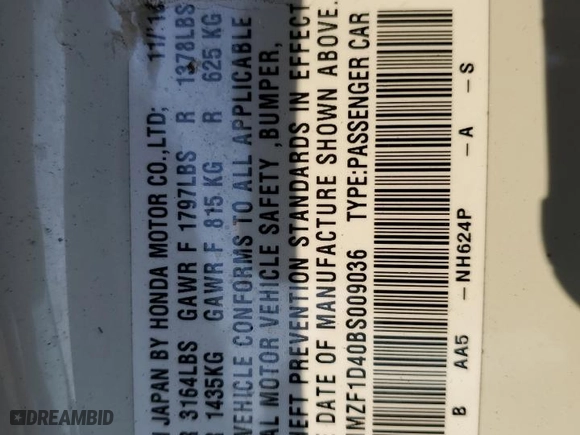 JAPAN BY HONDA MOTOR CO.,LTD; 11/
3164LBS GAWR F 1797LBS R 1378LBS
1435KG GAWR F 815 KG R 625 KG
VEHICLE CONFORMS TO ALL APPLICABLE
AL MOTOR VEHICLE SAFETY ,BUMPER,
HEFT PREVENTION STANDARDS IN EFFECT
DATE OF MANUFACTURE SHOWN ABOVE.
MZF1D40BS009036 TYPE:PASSENGER CAR
B AA5 -NH624P -A -S
DREAMBID